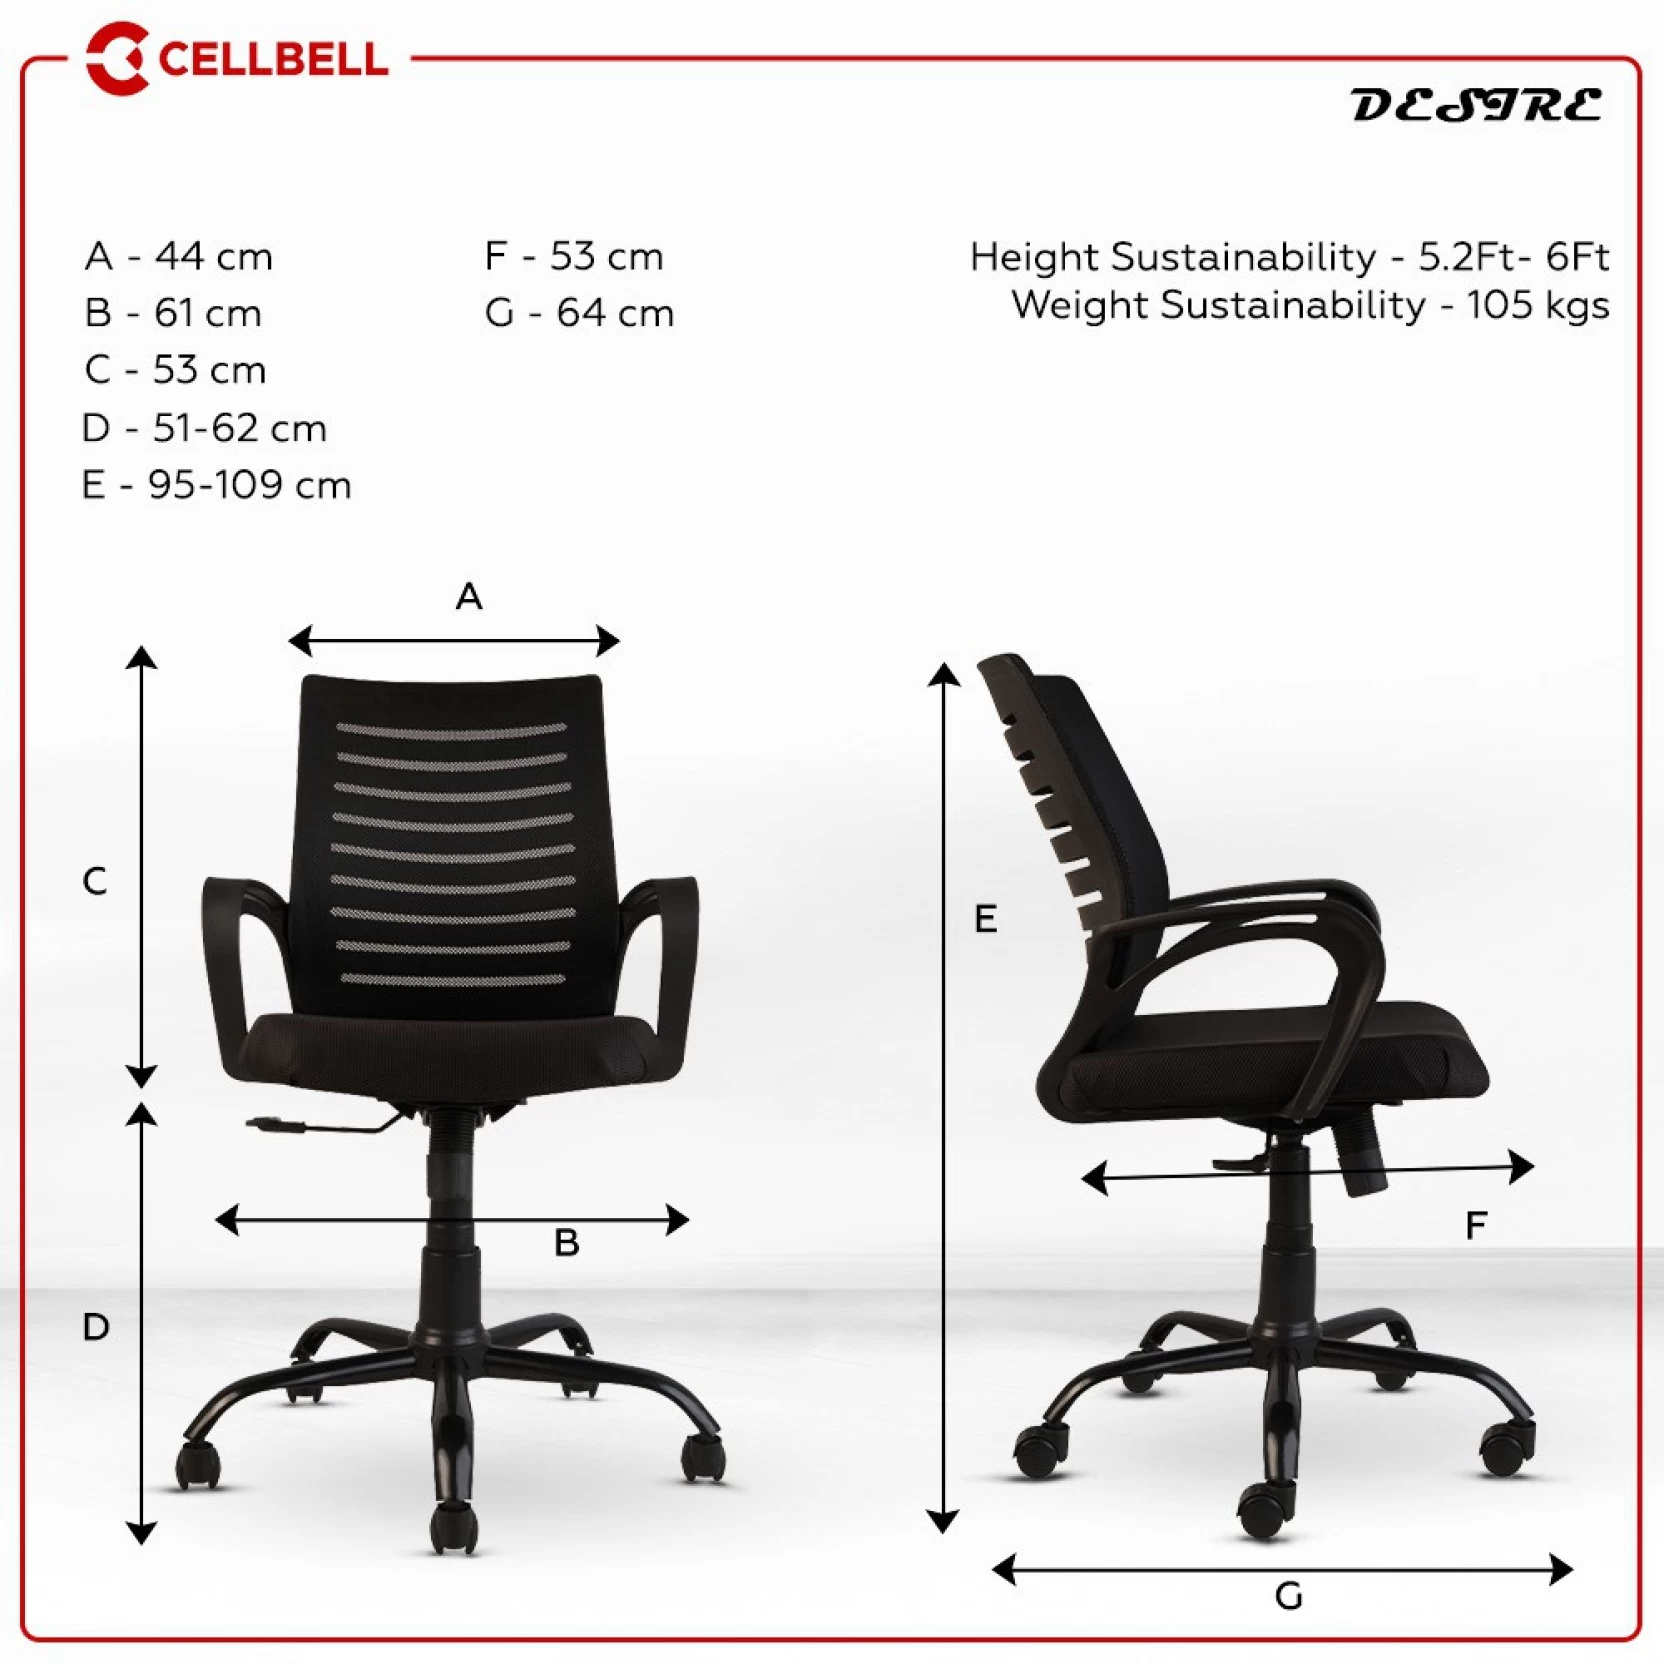 CELLBELL
DESIRE
A - 44 cm
B - 61 cm
C - 53 cm
D - 51-62 cm
E - 95-109 cm
F - 53 cm
G - 64 cm
Height Sustainability - 5.2Ft- 6Ft
Weight Sustainability - 105 kgs
A
C
E
B
F
D
G